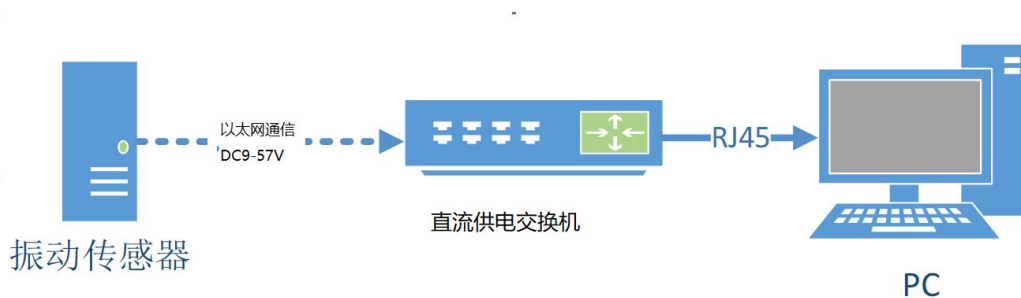 以太网通信
DC9-57V
RJ45
直流供电交换机
振动传感器
PC